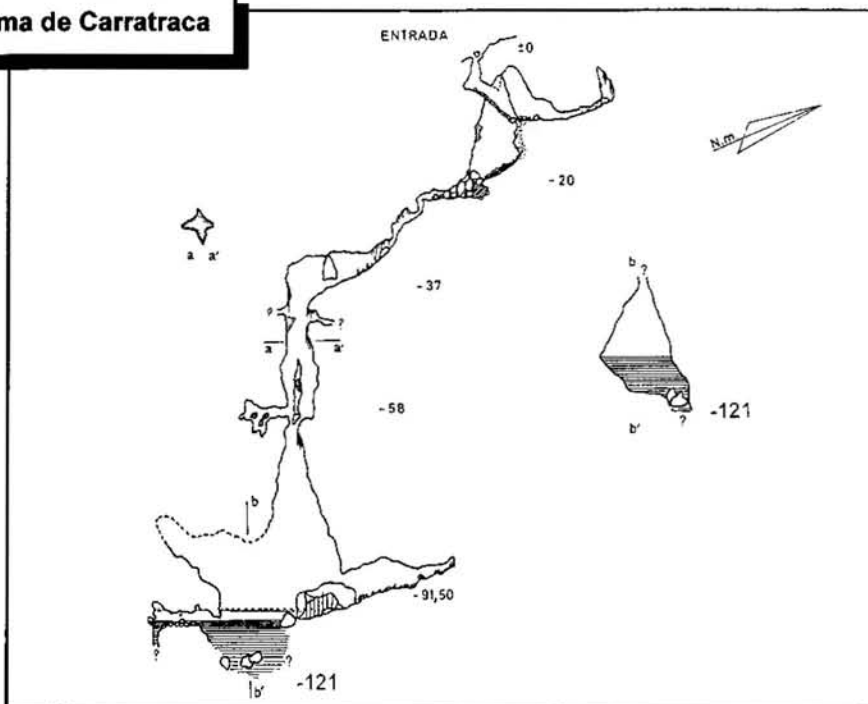 ma de Carratraca
ENTRADA
±0
N.m
-20
a a'
-37
b ?
? ?
a a'
-121
b' ?
-58
b
-91,50
? ?
b' -121